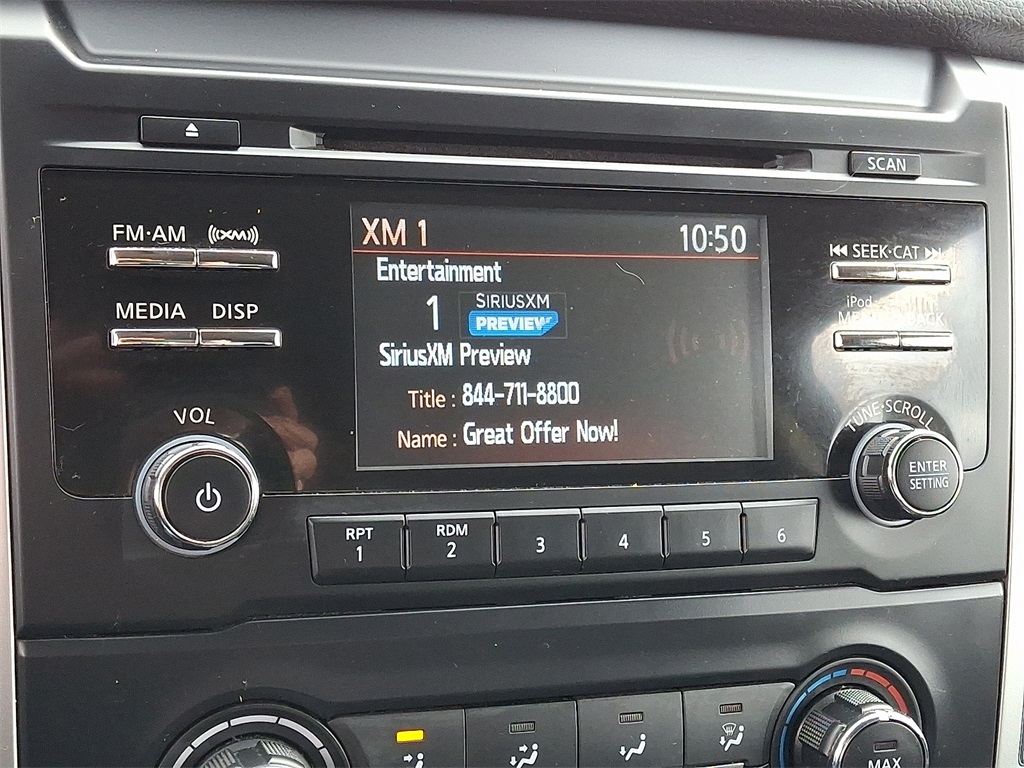 SCAN
FM·AM
XM
MEDIA
DISP
VOL
XM 1
10:50
Entertainment
1
SIRIUSXM
PREVIEW
SiriusXM Preview
Title : 844-711-8800
Name : Great Offer Now!
SEEK·CAT
iPod
BACK
TUNE·SCROLL
ENTER
SETTING
RPT
1
RDM
2
3
4
5
6
MAX